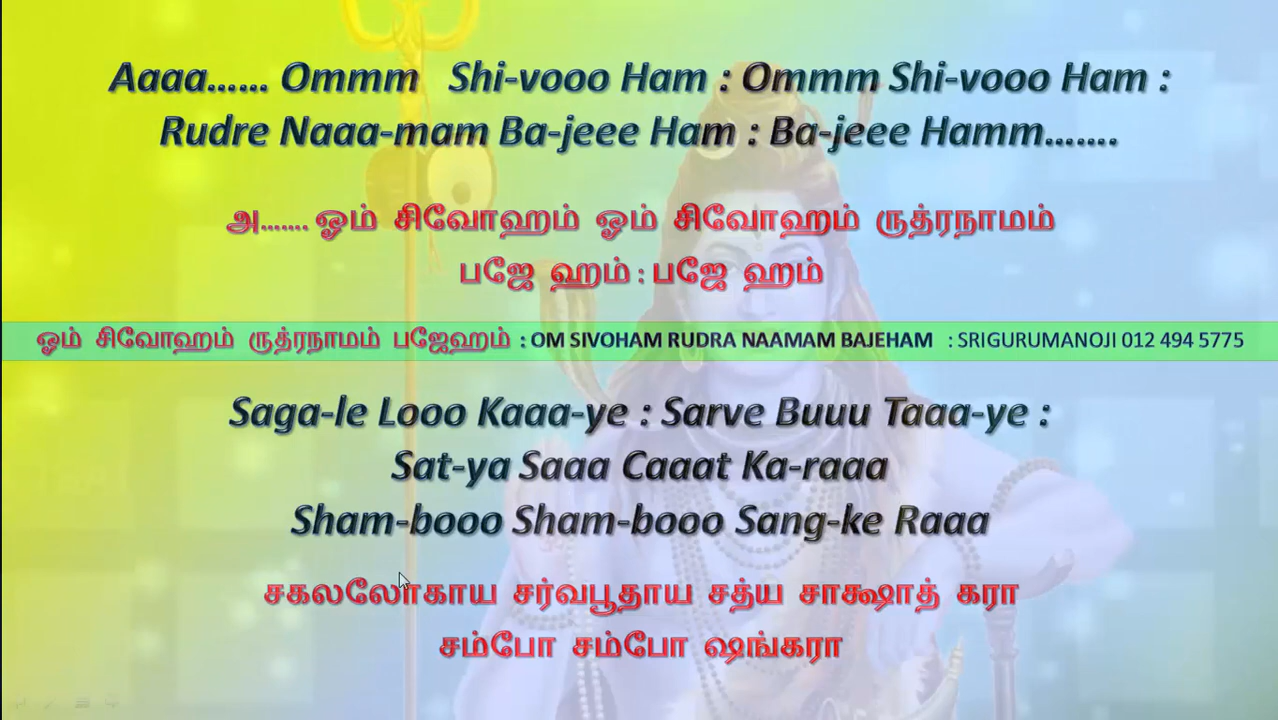 Aaaa...... Ommm Shi-vooo Ham : Ommm Shi-vooo Ham :
Rudre Naaa-mam Ba-jeee Ham : Ba-jeee Hamm.......
அ....... ஓம் சிவோஹம் ஓம் சிவோஹம் ருத்ரநாமம்
பஜே ஹம் : பஜே ஹம்
ஓம் சிவோஹம் ருத்ரநாமம் பஜேஹம் : OM SIVOHAM RUDRA NAAMAM BAJEHAM : SRIGURUMANOJI 012 494 5775
Saga-le Looo Kaaa-ye : Sarve Buuu Taaa-ye :
Sat-ya Saaa Caaat Ka-raaa
Sham-booo Sham-booo Sang-ke Raaa
சகலலோகாய சர்வபூதாய சத்ய சாக்ஷாத் கரா
சம்போ சம்போ ஷங்கரா